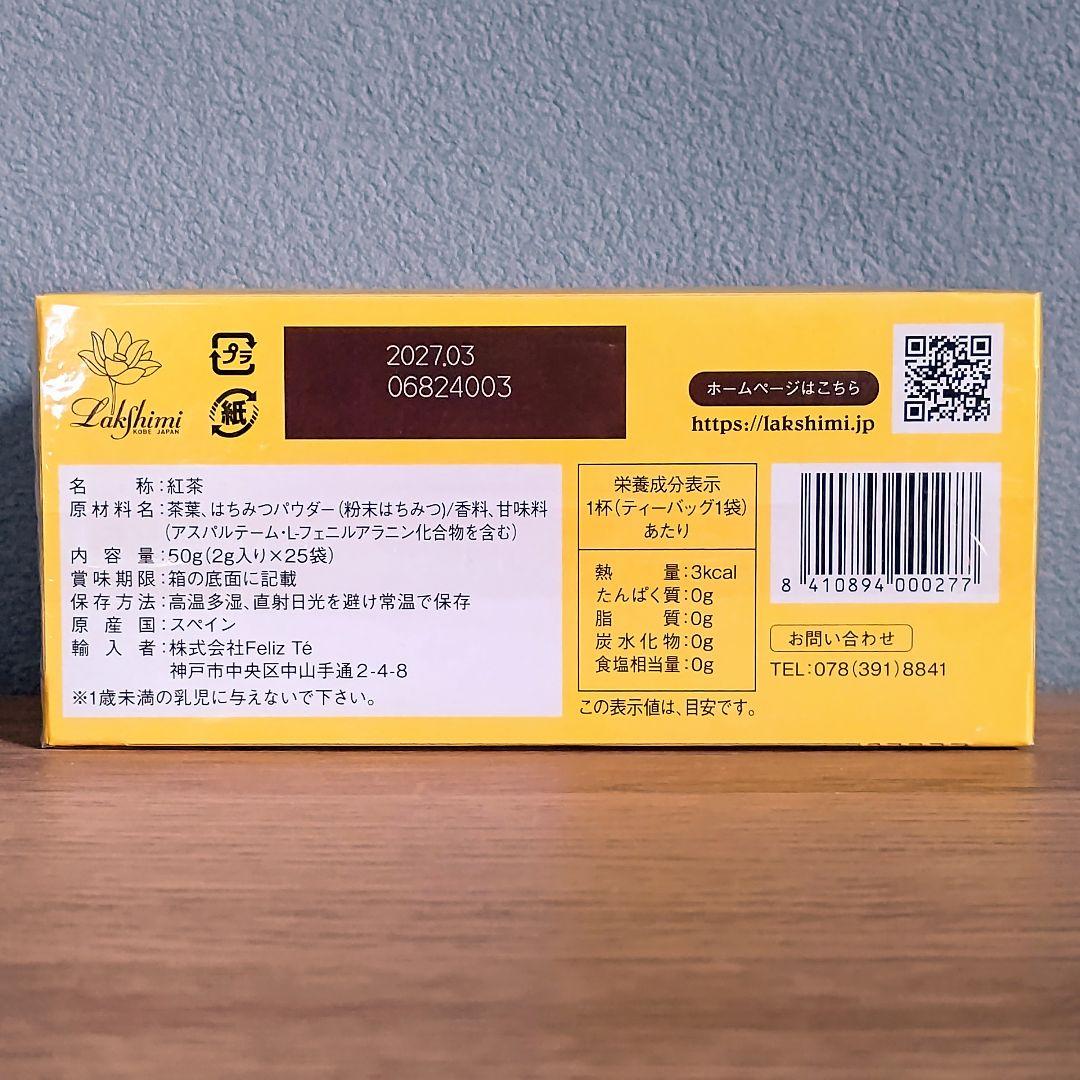 Lakshimi
KOBE JAPAN
プラ
紙
2027.03
06824003
ホームページはこちら
https://lakshimi.jp
名称:紅茶
原材料名:茶葉、はちみつパウダー(粉末はちみつ)/香料、甘味料
(アスパルテーム・L-フェニルアラニン化合物を含む)
内容量:50g(2g入り×25袋)
賞味期限:箱の底面に記載
保存方法:高温多湿、直射日光を避け常温で保存
原産国:スペイン
輸入者:株式会社Feliz Té
神戸市中央区中山手通2-4-8
※1歳未満の乳児に与えないで下さい。
栄養成分表示
1杯(ティーバッグ1袋)
あたり
熱量:3kcal
たんぱく質:0g
脂質:0g
炭水化物:0g
食塩相当量:0g
この表示値は、目安です。
8 410894 000277
お問い合わせ
TEL:078(391)8841